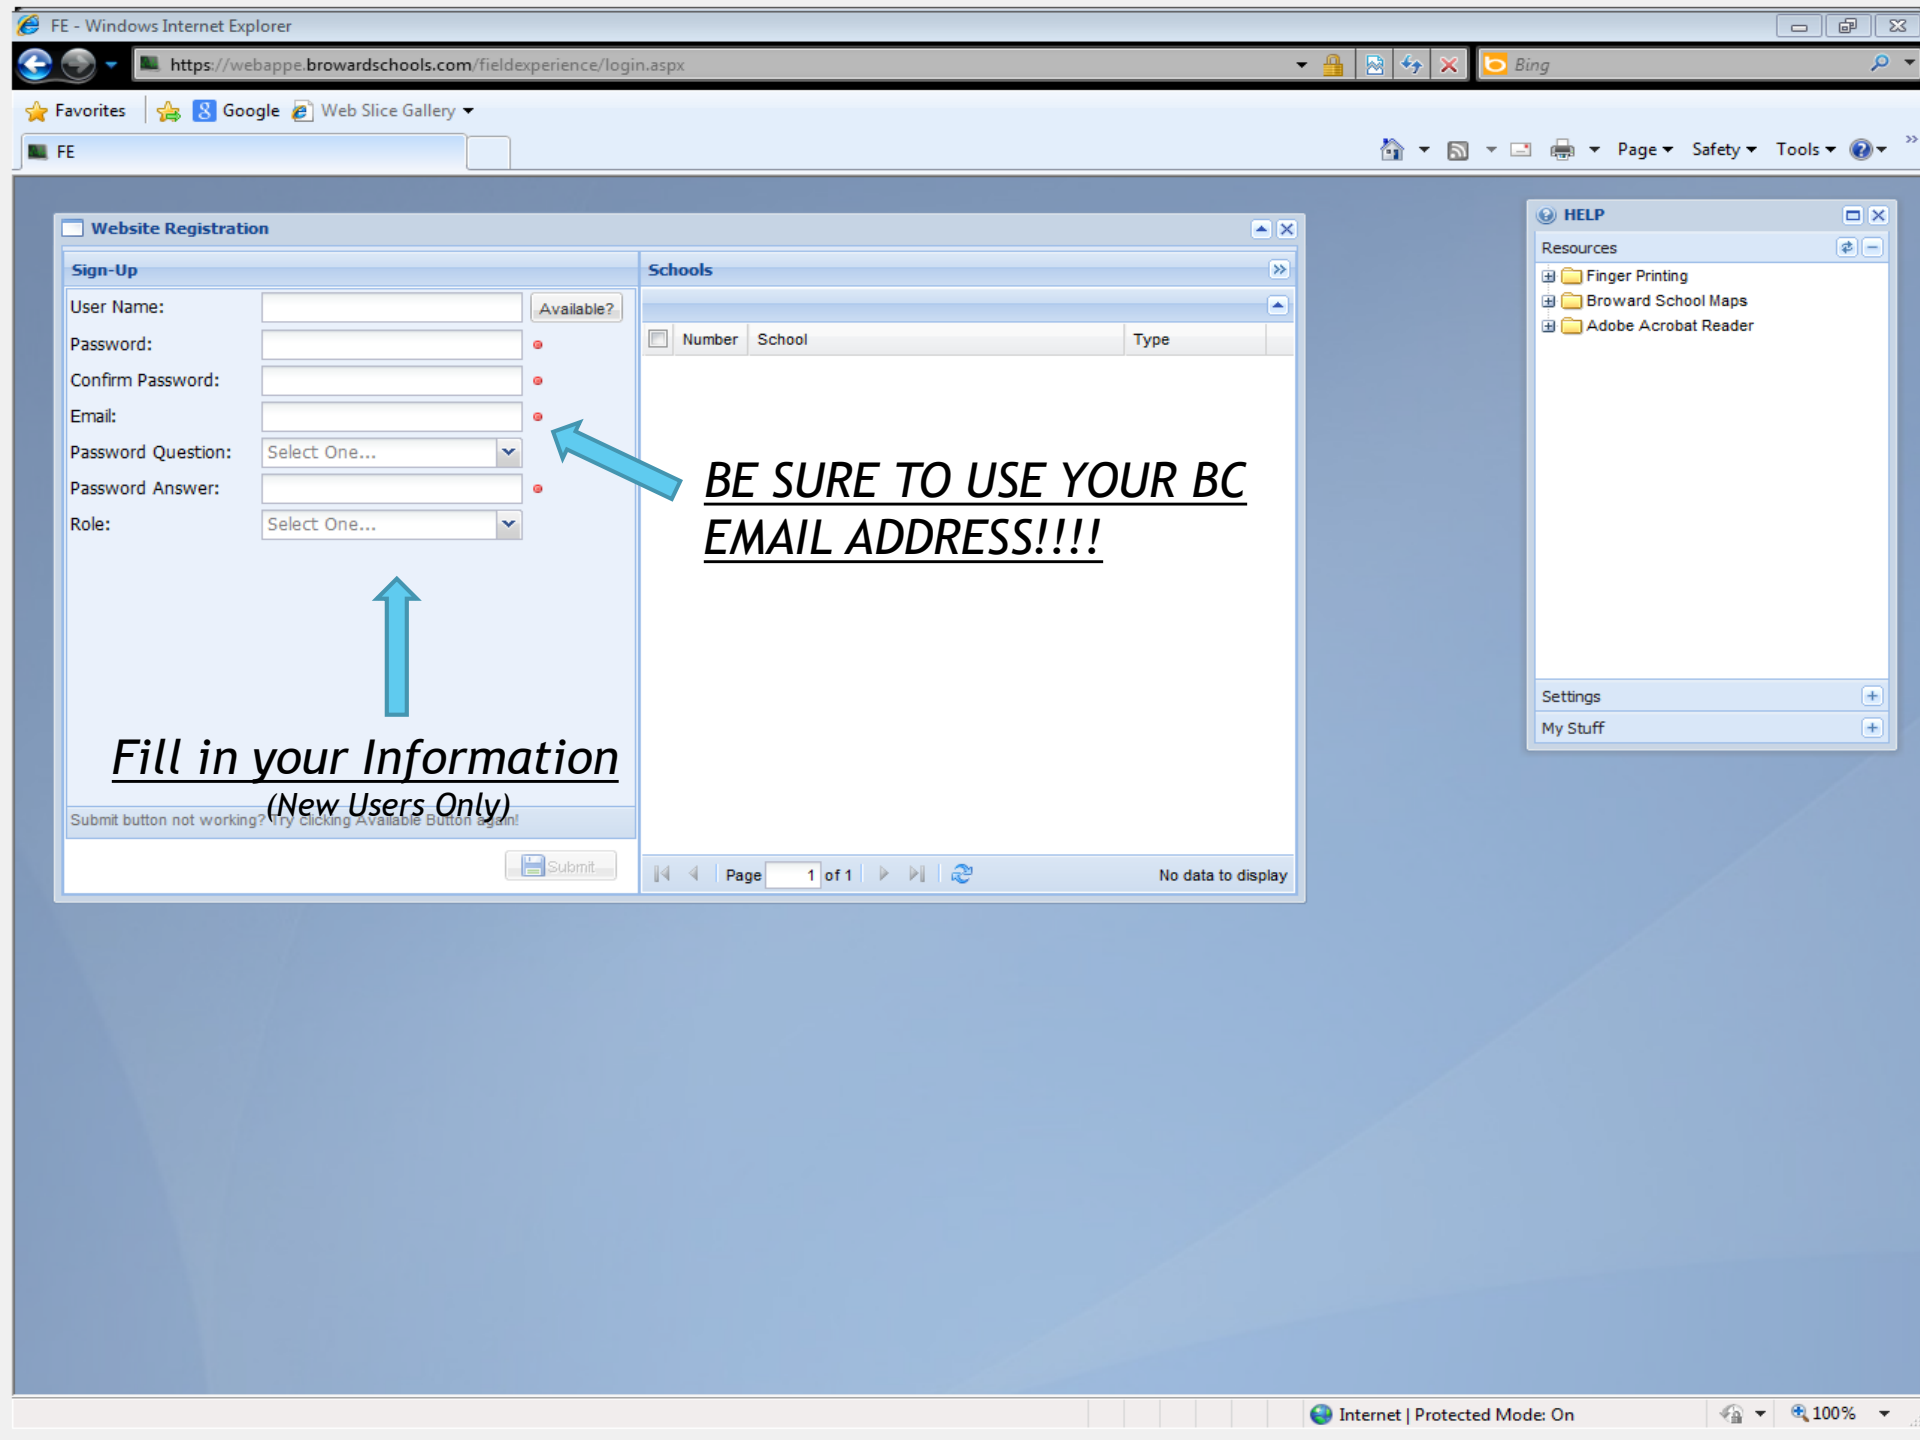 FE - Windows Internet Explorer
https://webappe.browardschools.com/fieldexperience/login.aspx
Bing
Favorites
Google
Web Slice Gallery
FE
Page
Safety
Tools
Website Registration
Sign-Up
User Name:
Available?
Password:
Confirm Password:
Email:
Password Question:
Select One...
Password Answer:
Role:
Select One...
Fill in your Information
(New Users Only)
Submit button not working? Try clicking Available Button again!
Submit
Schools
Number School Type
BE SURE TO USE YOUR BC
EMAIL ADDRESS!!!!
Page 1 of 1
No data to display
HELP
Resources
Finger Printing
Broward School Maps
Adobe Acrobat Reader
Settings
My Stuff
Internet | Protected Mode: On
100%